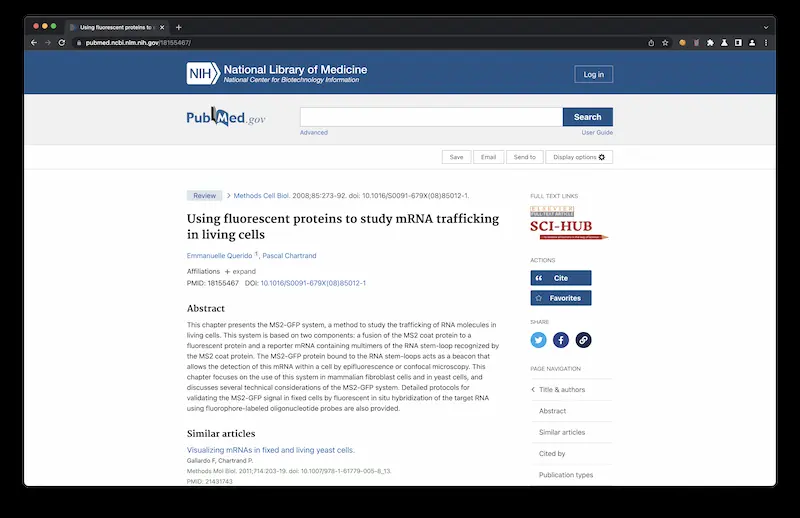 Using fluorescent proteins to s
pubmed.ncbi.nlm.nih.gov/18155467/
NIH National Library of Medicine
National Center for Biotechnology Information
Log in
PubMed.gov
Search
Advanced
User Guide
Save Email Send to Display options
Review Methods Cell Biol. 2008;85:273-92. doi: 10.1016/S0091-679X(08)85012-1.
Using fluorescent proteins to study mRNA trafficking
in living cells
Emmanuelle Querido 1, Pascal Chartrand
Affiliations + expand
PMID: 18155467 DOI: 10.1016/S0091-679X(08)85012-1
Abstract
This chapter presents the MS2-GFP system, a method to study the trafficking of RNA molecules in
living cells. This system is based on two components: a fusion of the MS2 coat protein to a
fluorescent protein and a reporter mRNA containing multimers of the RNA stem-loop recognized by
the MS2 coat protein. The MS2-GFP protein bound to the RNA stem-loops acts as a beacon that
allows the detection of this mRNA within a cell by epifluorescence or confocal microscopy. This
chapter focuses on the use of this system in mammalian fibroblast cells and in yeast cells, and
discusses several technical considerations of the MS2-GFP system. Detailed protocols for
validating the MS2-GFP signal in fixed cells by fluorescent in situ hybridization of the target RNA
using fluorophore-labeled oligonucleotide probes are also provided.
Similar articles
Visualizing mRNAs in fixed and living yeast cells.
Gallardo F, Chartrand P.
Methods Mol Biol. 2011;714:203-19. doi: 10.1007/978-1-61779-005-8_13.
PMID: 21431743
FULL TEXT LINKS
ELSEVIER
FULL-TEXT ARTICLE
SCI-HUB
ACTIONS
Cite
Favorites
SHARE
PAGE NAVIGATION
Title & authors
Abstract
Similar articles
Cited by
Publication types